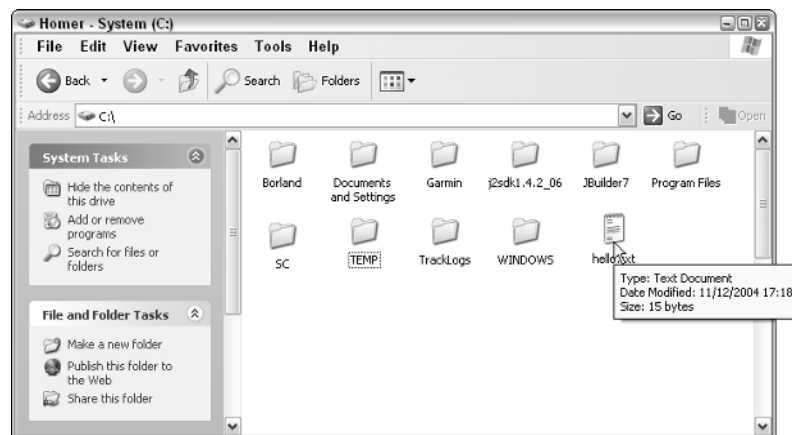 Homer - System (C:)
File Edit View Favorites Tools Help
Back Search Folders
Address C:\ Go Open
System Tasks
Hide the contents of
this drive
Add or remove
programs
Search for files or
folders
File and Folder Tasks
Make a new folder
Publish this folder to
the Web
Share this folder
Borland Documents
and Settings Garmin j2sdk1.4.2_06 JBuilder7 Program Files
SC TEMP TrackLogs WINDOWS hello.txt
Type: Text Document
Date Modified: 11/12/2004 17:18
Size: 15 bytes